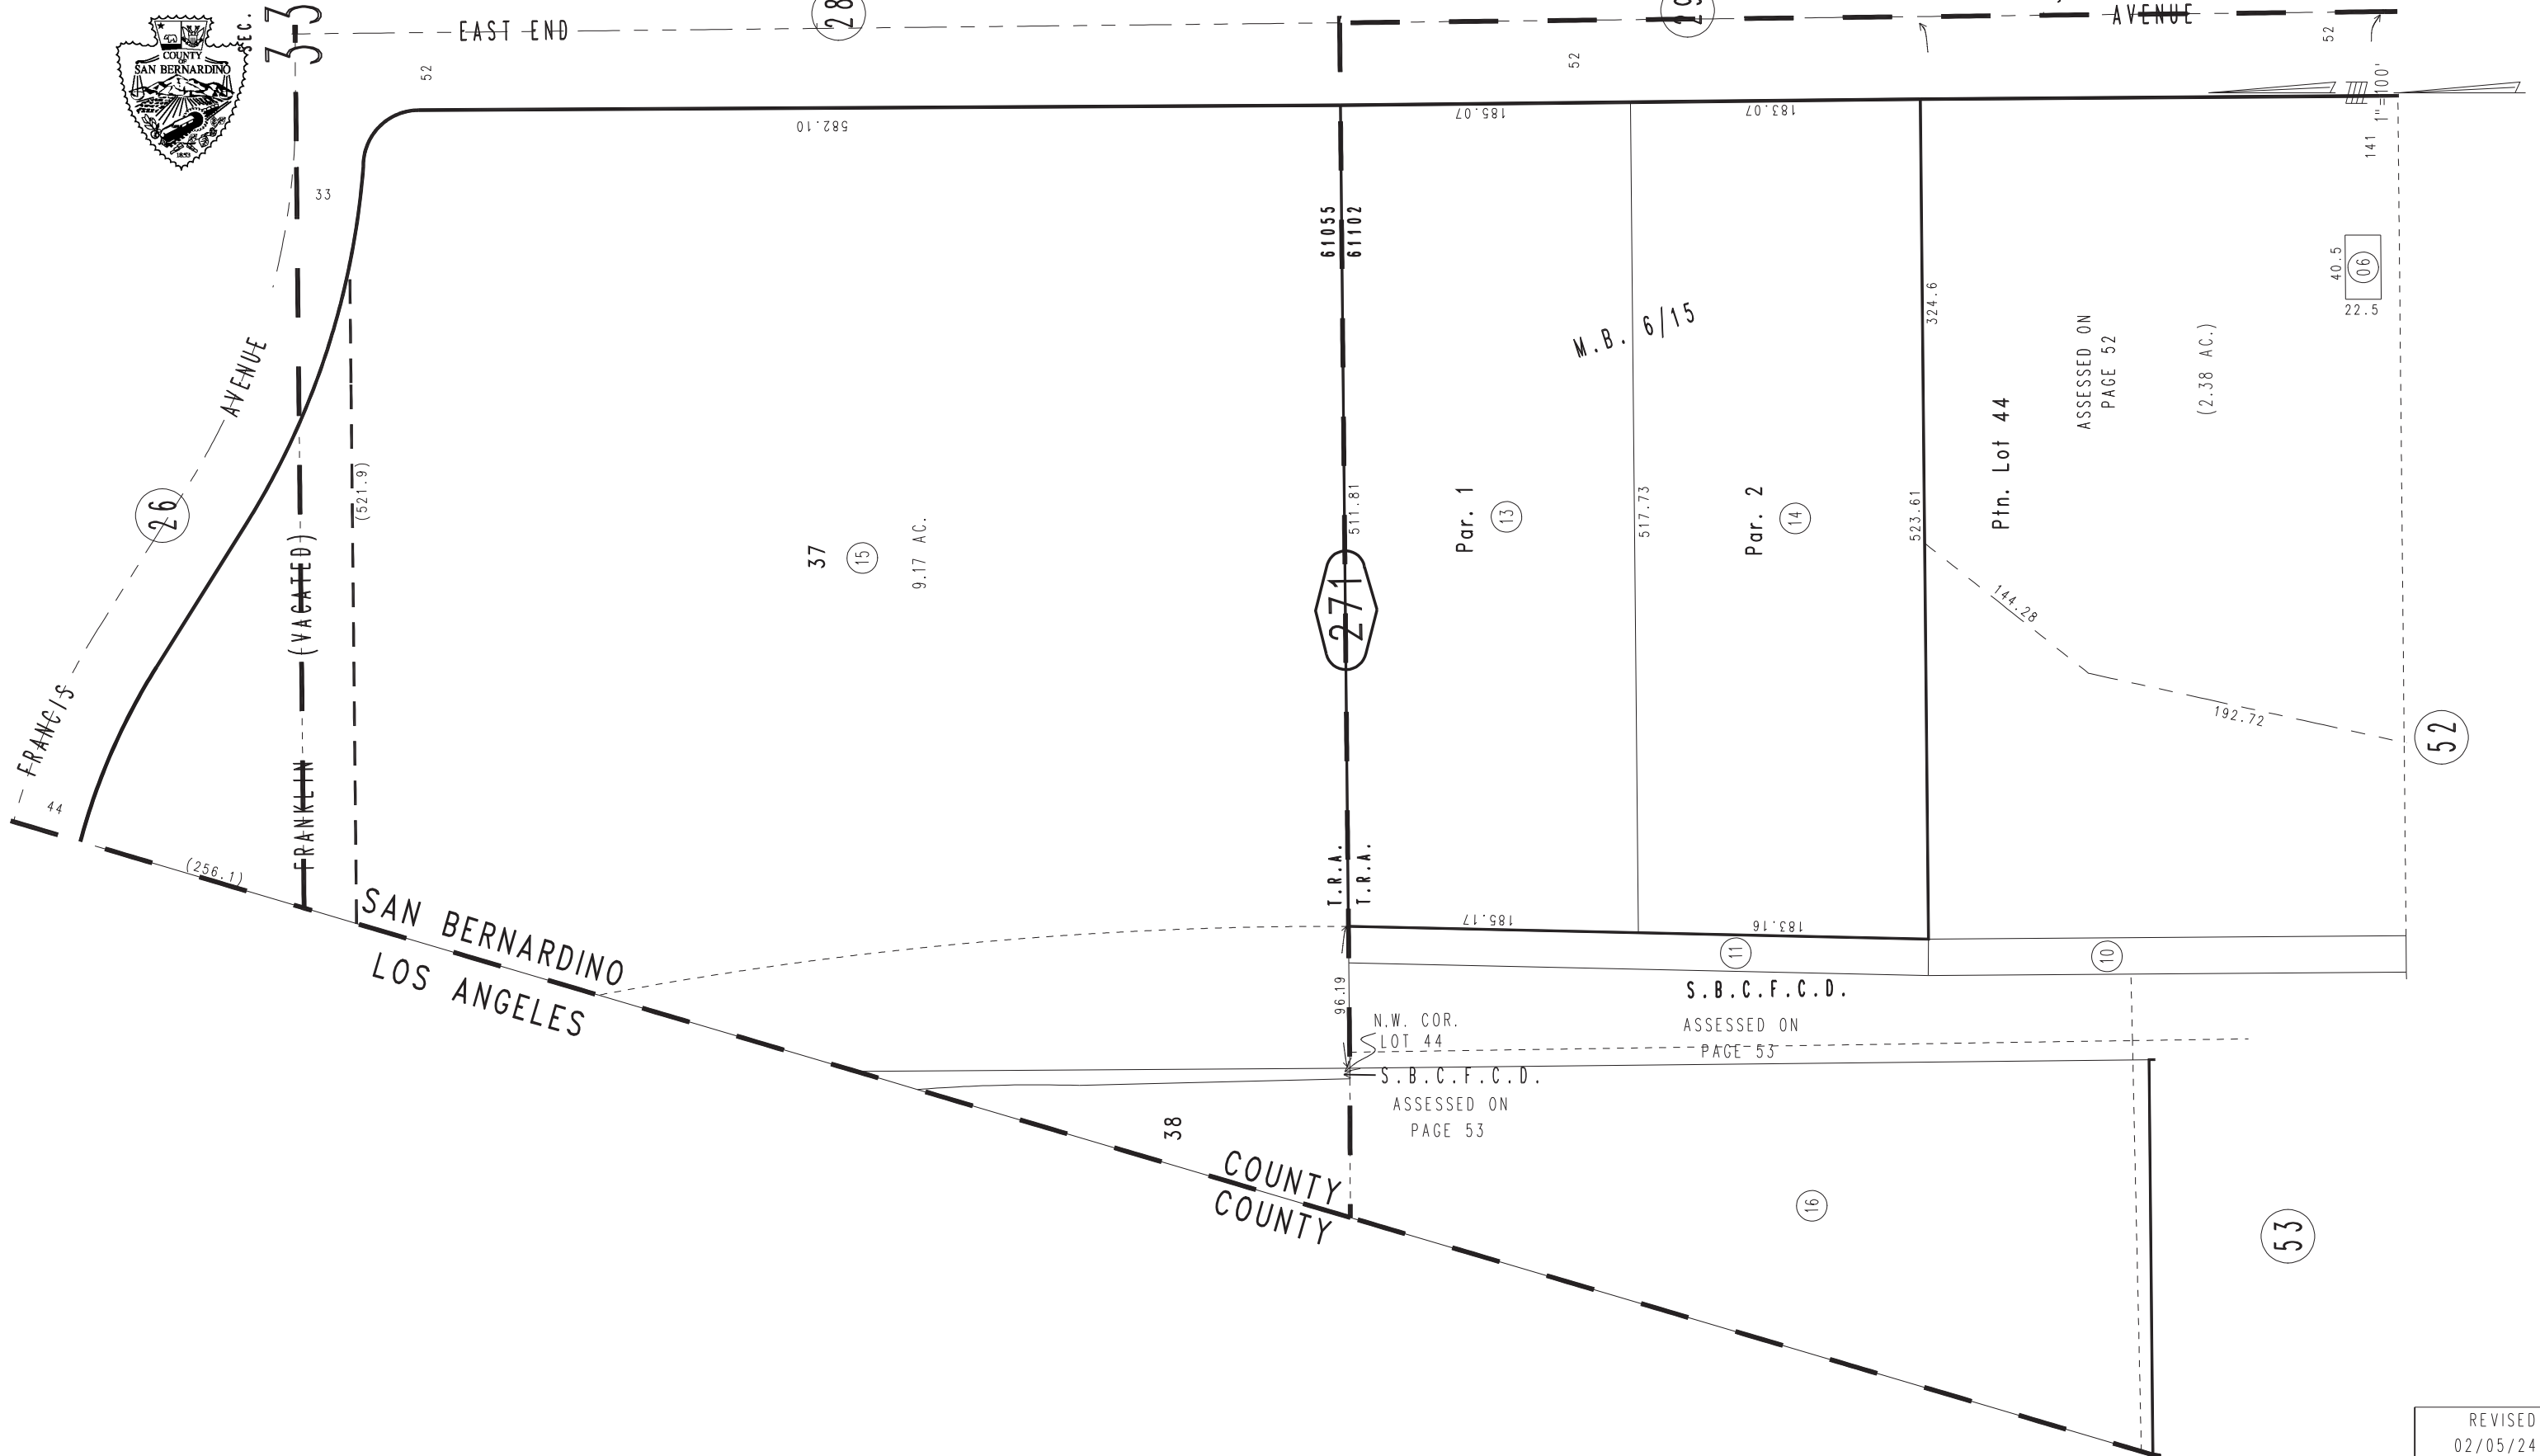 COUNTY
OF
SAN BERNARDINO
1853
SEC.
33
EAST END
28
29
AVENUE
52
52
52
1"=100'
141
33
582.10
185.07
183.07
61055
61102
M.B. 6/15
324.6
40.5
06
22.5
ASSESSED ON
PAGE 52
(2.38 AC.)
Ptn. Lot 44
AVENUE
26
(521.9)
(VACATED)
37
15
9.17 AC.
511.81
271
Par. 1
13
517.73
Par. 2
14
523.61
144.28
192.72
52
FRANCIS
44
FRANKLIN
(256.1)
T.R.A.
T.R.A.
SAN BERNARDINO
LOS ANGELES
185.17
183.16
11
10
96.19
S.B.C.F.C.D.
ASSESSED ON
PAGE 53
N.W. COR.
LOT 44
S.B.C.F.C.D.
ASSESSED ON
PAGE 53
38
COUNTY
COUNTY
16
53
REVISED
02/05/24